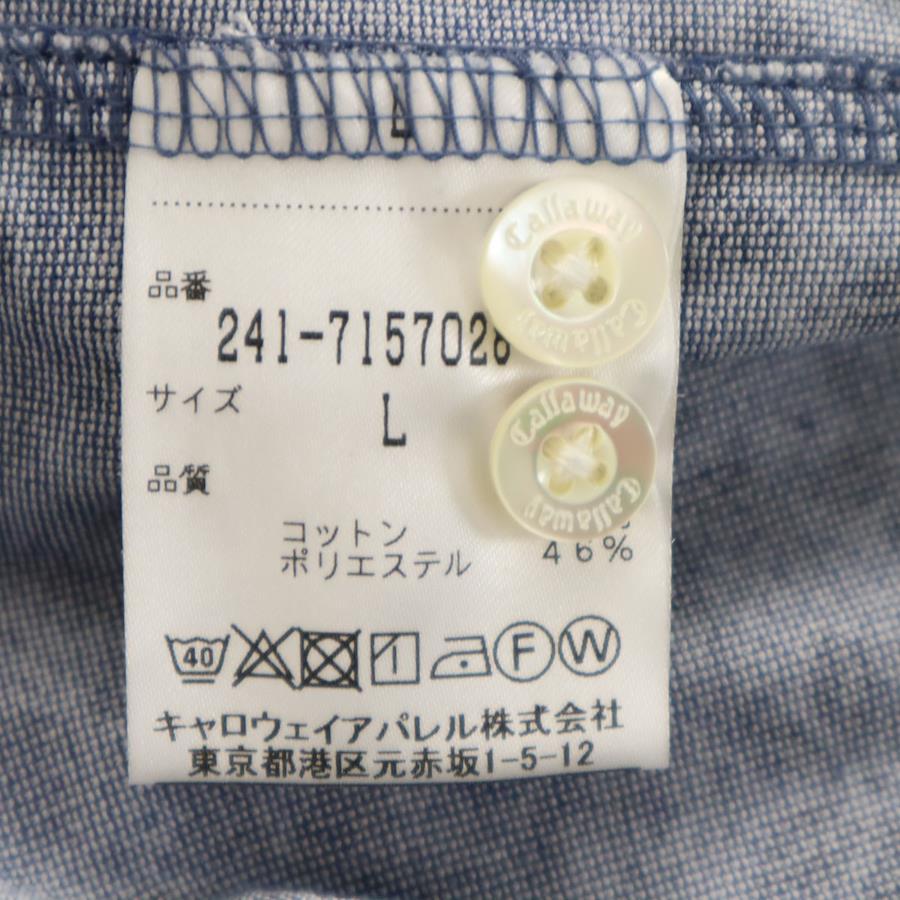 L
品番
241-7157028
サイズ
L
品質
コットン
ポリエステル 46%
40
F W
キャロウェイアパレル株式会社
東京都港区元赤坂1-5-12
Callaway
Callaway
Callaway
Callaway